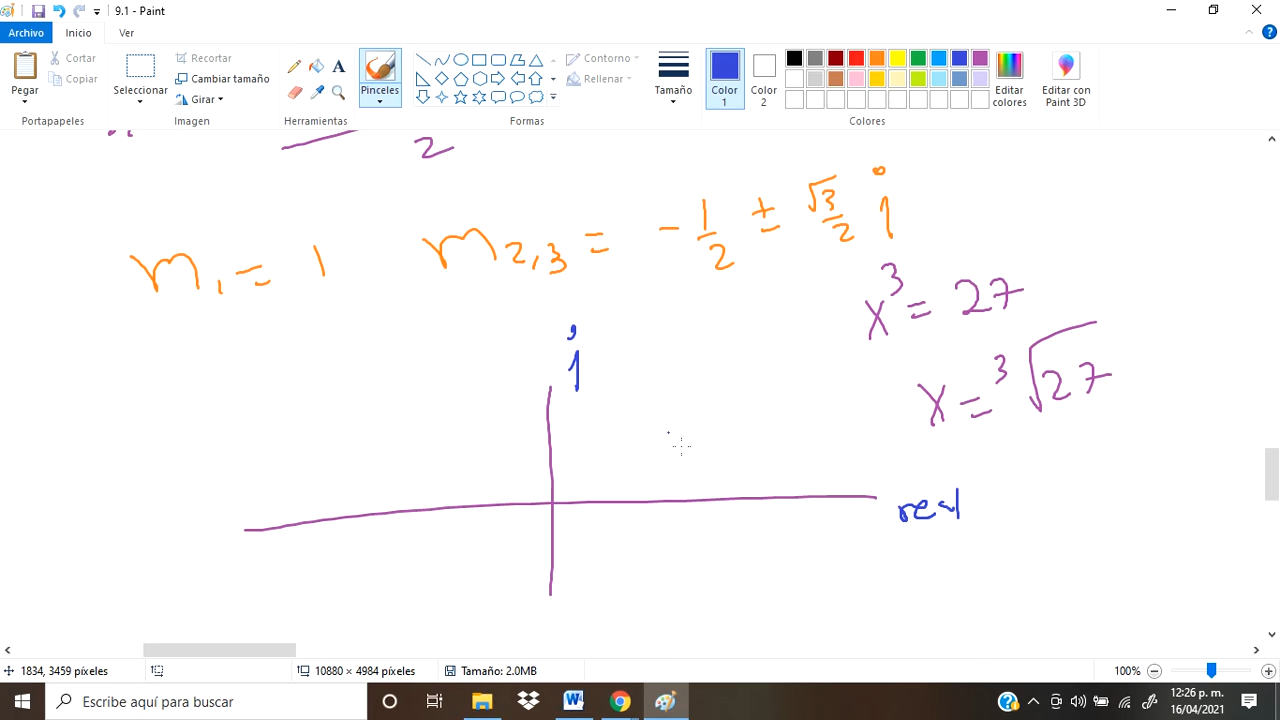 9.1 - Paint
Archivo Inicio Ver
Pegar
Cortar
Copiar
Portapapeles
Seleccionar
Recortar
Cambiar tamaño
Girar
Imagen
A
Herramientas
Pinceles
Contorno
Rellenar
Formas
Tamaño
Color 1
Color 2
Colores
Editar colores
Editar con Paint 3D
2
m₁ = 1 m₂,₃ = -1/2 ± √3/2 i
x³ = 27
x = ³√27
i
real
1834, 3459 píxeles 10880 × 4984 píxeles Tamaño: 2.0MB 100%
Escribe aquí para buscar
12:26 p. m.
16/04/2021